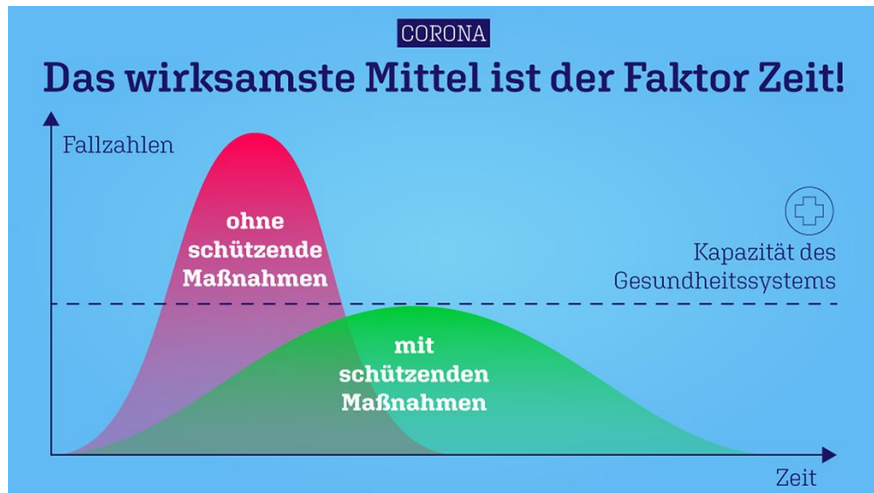 CORONA
Das wirksamste Mittel ist der Faktor Zeit!
Fallzahlen
ohne
schützende
Maßnahmen
Kapazität des
Gesundheitssystems
mit
schützenden
Maßnahmen
Zeit